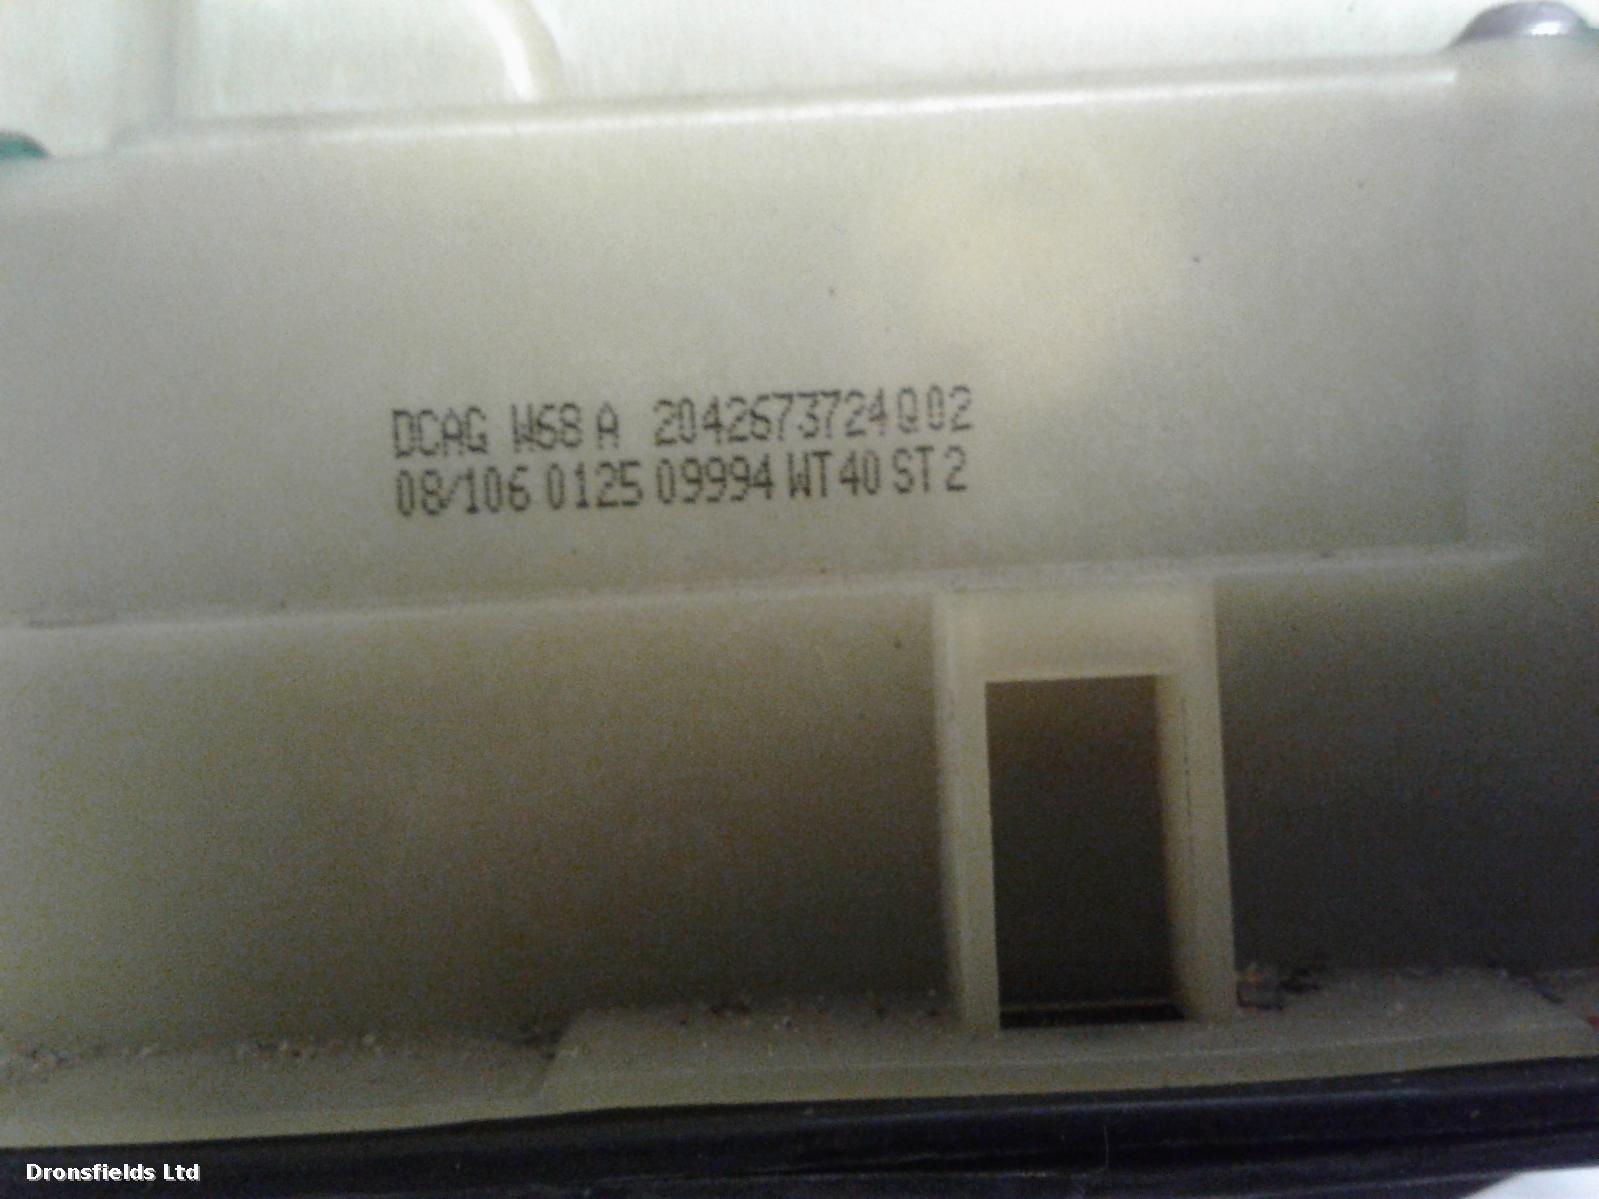 DCAG W68 A 2042673724Q02
08/106 0125 09994 WT40 ST2
Dronsfields Ltd